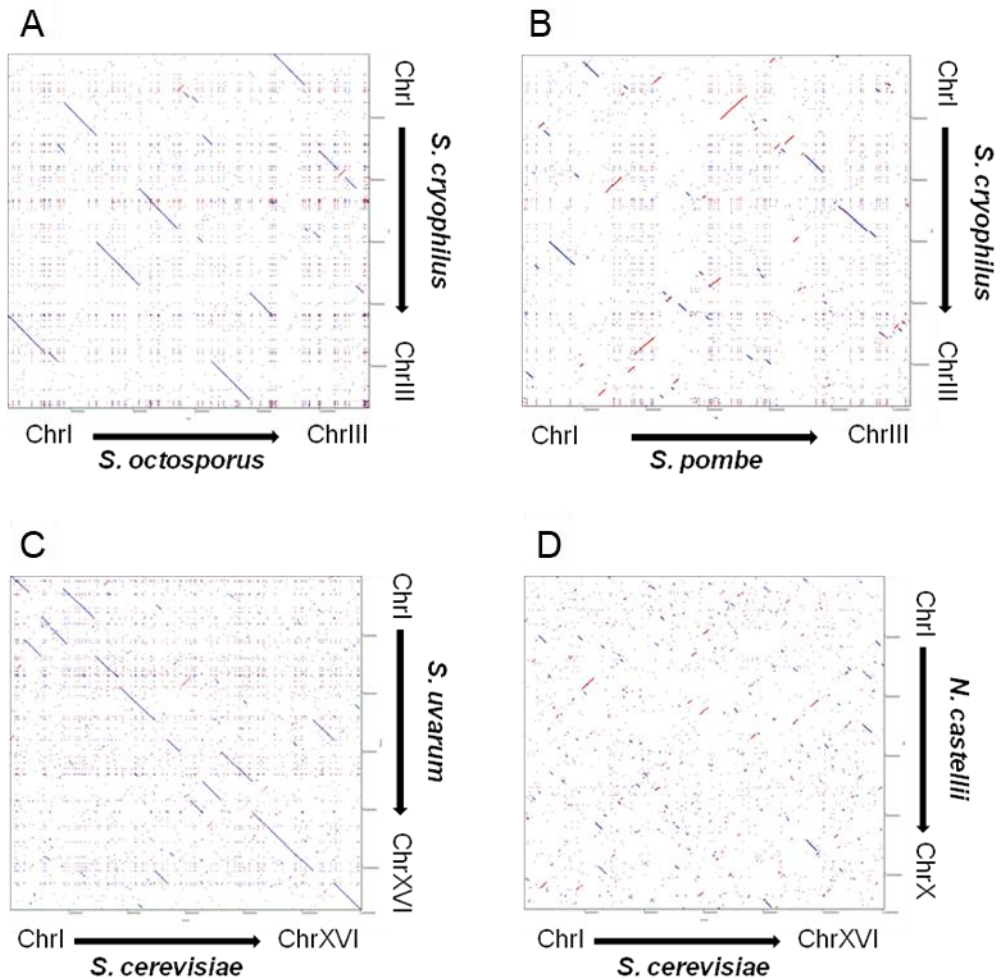 A
ChrI
S. cryophilus
ChrIII
ChrI
ChrIII
S. octosporus
B
ChrI
S. cryophilus
ChrIII
ChrI
ChrIII
S. pombe
C
ChrI
S. uvarum
ChrXVI
ChrI
ChrXVI
S. cerevisiae
D
ChrI
N. castellii
ChrX
ChrI
ChrXVI
S. cerevisiae